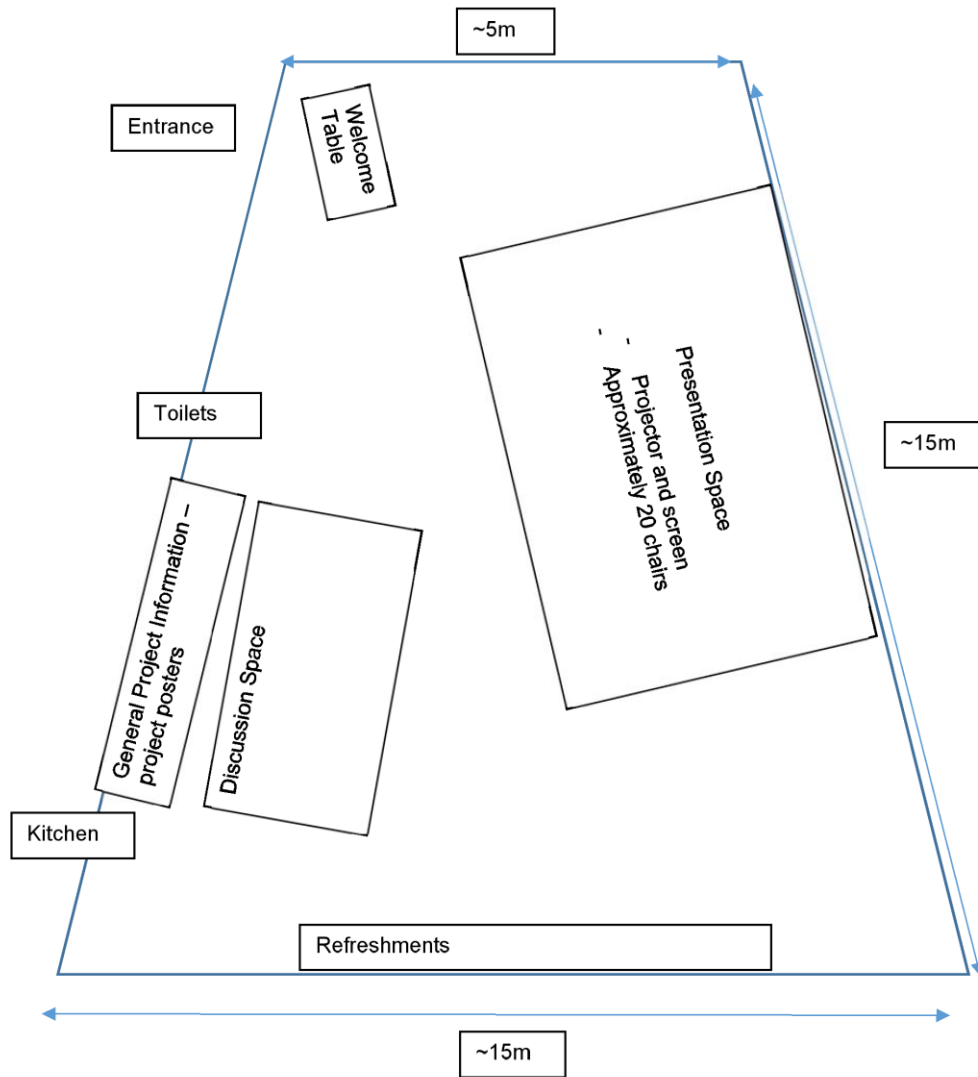 ~5m
Entrance
Welcome
Table
Presentation Space
- Projector and screen
- Approximately 20 chairs
Toilets
~15m
General Project Information –
project posters
Discussion Space
Kitchen
Refreshments
~15m